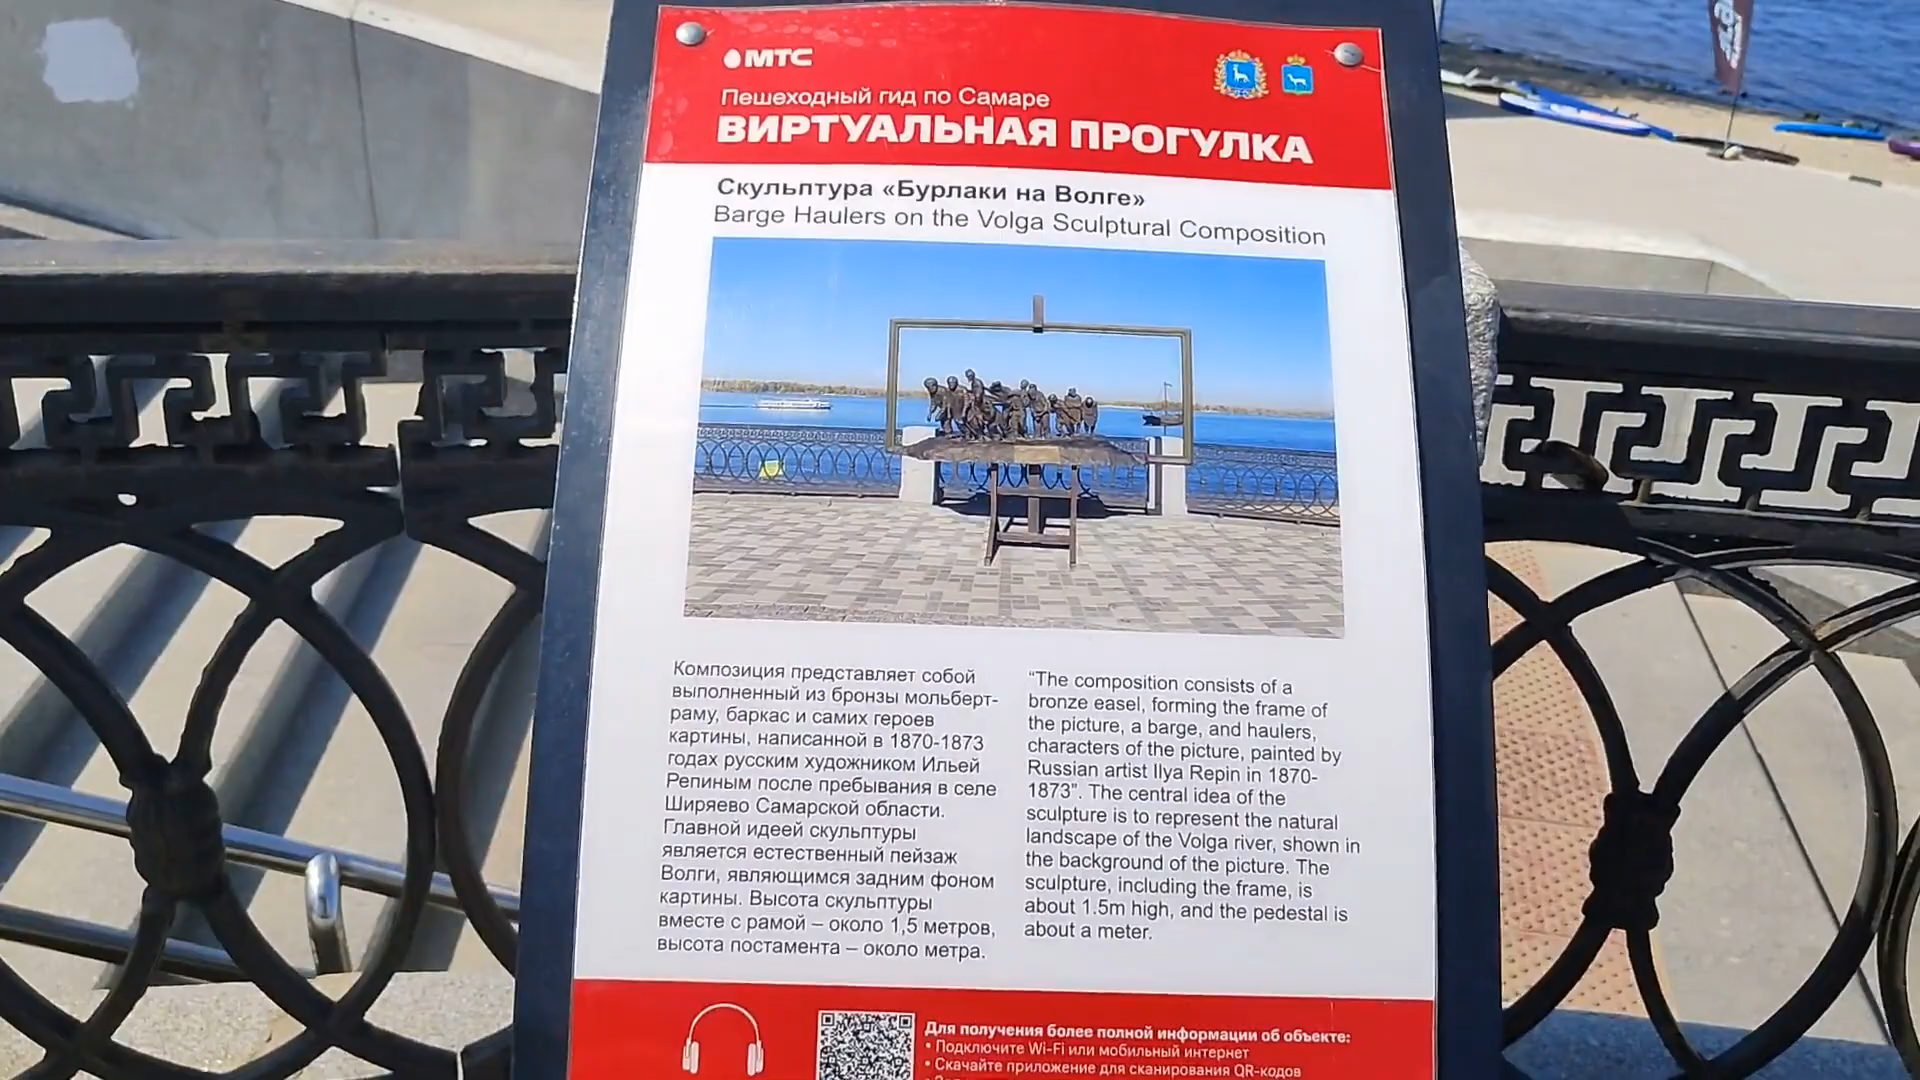 МТС
Пешеходный гид по Самаре
ВИРТУАЛЬНАЯ ПРОГУЛКА
Скульптура «Бурлаки на Волге»
Barge Haulers on the Volga Sculptural Composition
Композиция представляет собой
выполненный из бронзы мольберт-
раму, баркас и самих героев
картины, написанной в 1870-1873
годах русским художником Ильей
Репиным после пребывания в селе
Ширяево Самарской области.
Главной идеей скульптуры
является естественный пейзаж
Волги, являющимся задним фоном
картины. Высота скульптуры
вместе с рамой – около 1,5 метров,
высота постамента – около метра.
“The composition consists of a
bronze easel, forming the frame of
the picture, a barge, and haulers,
characters of the picture, painted by
Russian artist Ilya Repin in 1870-
1873”. The central idea of the
sculpture is to represent the natural
landscape of the Volga river, shown in
the background of the picture. The
sculpture, including the frame, is
about 1.5m high, and the pedestal is
about a meter.
Для получения более полной информации об объекте:
• Подключите Wi-Fi или мобильный интернет
• Скачайте приложение для сканирования QR-кодов